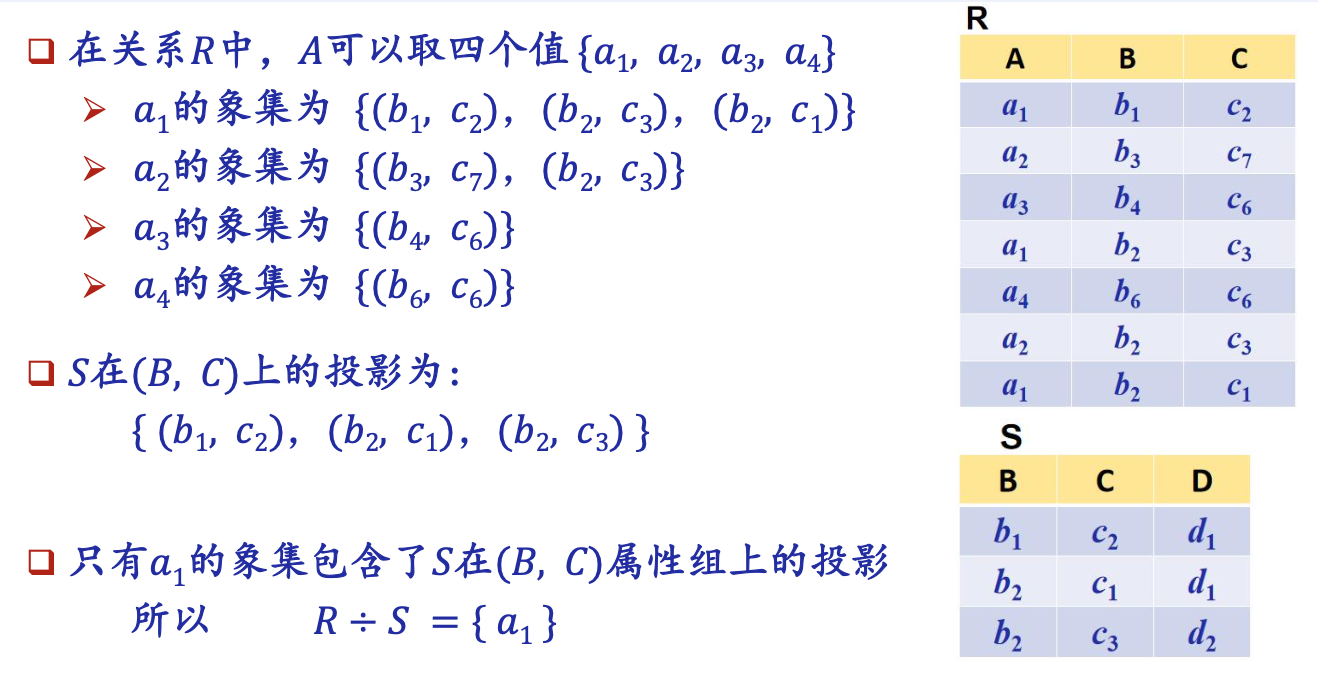 □ 在关系R中，A可以取四个值{a₁, a₂, a₃, a₄}
➢ a₁的象集为 {(b₁, c₂)，(b₂, c₃)，(b₂, c₁)}
➢ a₂的象集为 {(b₃, c₇)，(b₂, c₃)}
➢ a₃的象集为 {(b₄, c₆)}
➢ a₄的象集为 {(b₆, c₆)}
□ S在(B, C)上的投影为：
{ (b₁, c₂)，(b₂, c₁)，(b₂, c₃) }
□ 只有a₁的象集包含了S在(B, C)属性组上的投影
所以 R ÷ S = { a₁ }
R
A B C
a₁ b₁ c₂
a₂ b₃ c₇
a₃ b₄ c₆
a₁ b₂ c₃
a₄ b₆ c₆
a₂ b₂ c₃
a₁ b₂ c₁
S
B C D
b₁ c₂ d₁
b₂ c₁ d₁
b₂ c₃ d₂